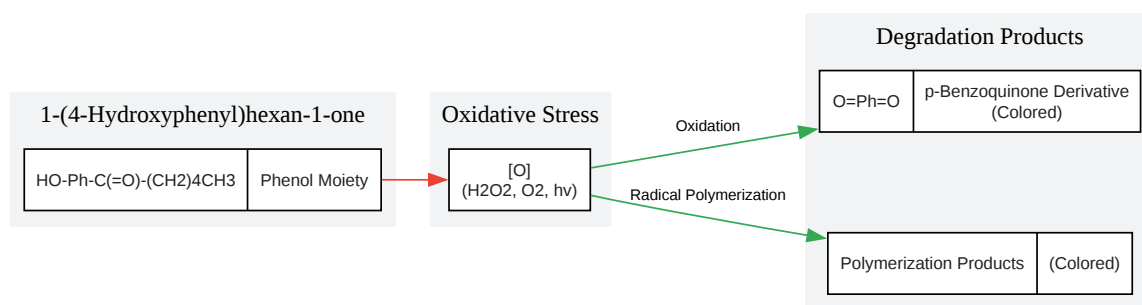 Degradation Products
1-(4-Hydroxyphenyl)hexan-1-one
Oxidative Stress
O=Ph=O
p-Benzoquinone Derivative
(Colored)
Oxidation
HO-Ph-C(=O)-(CH2)4CH3
Phenol Moiety
[O]
(H2O2, O2, hv)
Radical Polymerization
Polymerization Products
(Colored)